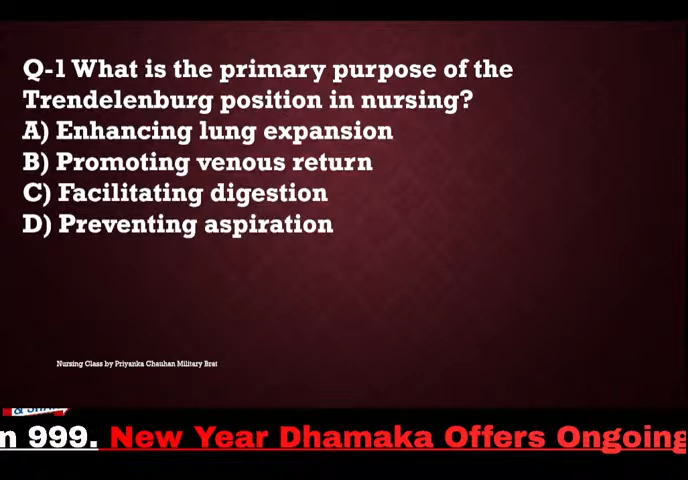 Q-1 What is the primary purpose of the
Trendelenburg position in nursing?
A) Enhancing lung expansion
B) Promoting venous return
C) Facilitating digestion
D) Preventing aspiration
Nursing Class by Priyanka Chauhan Military Brat
n 999. New Year Dhamaka Offers Ongoing